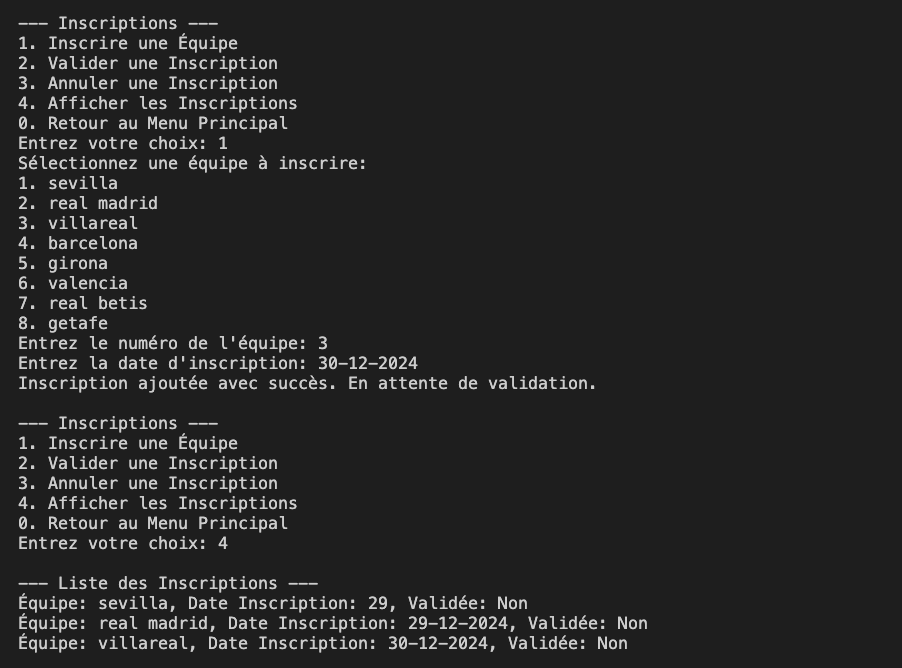 --- Inscriptions ---
1. Inscrire une Équipe
2. Valider une Inscription
3. Annuler une Inscription
4. Afficher les Inscriptions
0. Retour au Menu Principal
Entrez votre choix: 1
Sélectionnez une équipe à inscrire:
1. sevilla
2. real madrid
3. villareal
4. barcelona
5. girona
6. valencia
7. real betis
8. getafe
Entrez le numéro de l'équipe: 3
Entrez la date d'inscription: 30-12-2024
Inscription ajoutée avec succès. En attente de validation.
--- Inscriptions ---
1. Inscrire une Équipe
2. Valider une Inscription
3. Annuler une Inscription
4. Afficher les Inscriptions
0. Retour au Menu Principal
Entrez votre choix: 4
--- Liste des Inscriptions ---
Équipe: sevilla, Date Inscription: 29, Validée: Non
Équipe: real madrid, Date Inscription: 29-12-2024, Validée: Non
Équipe: villareal, Date Inscription: 30-12-2024, Validée: Non